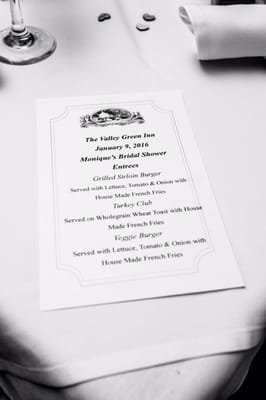 The Valley Green Inn
January 9, 2016
Monique's Bridal Shower
Entrees
Grilled Sirloin Burger
Served with Lettuce, Tomato & Onion with
House Made French Fries
Turkey Club
Served on Wholegrain Wheat Toast with House
Made French Fries
Veggie Burger
Served with Lettuce, Tomato & Onion with
House Made French Fries